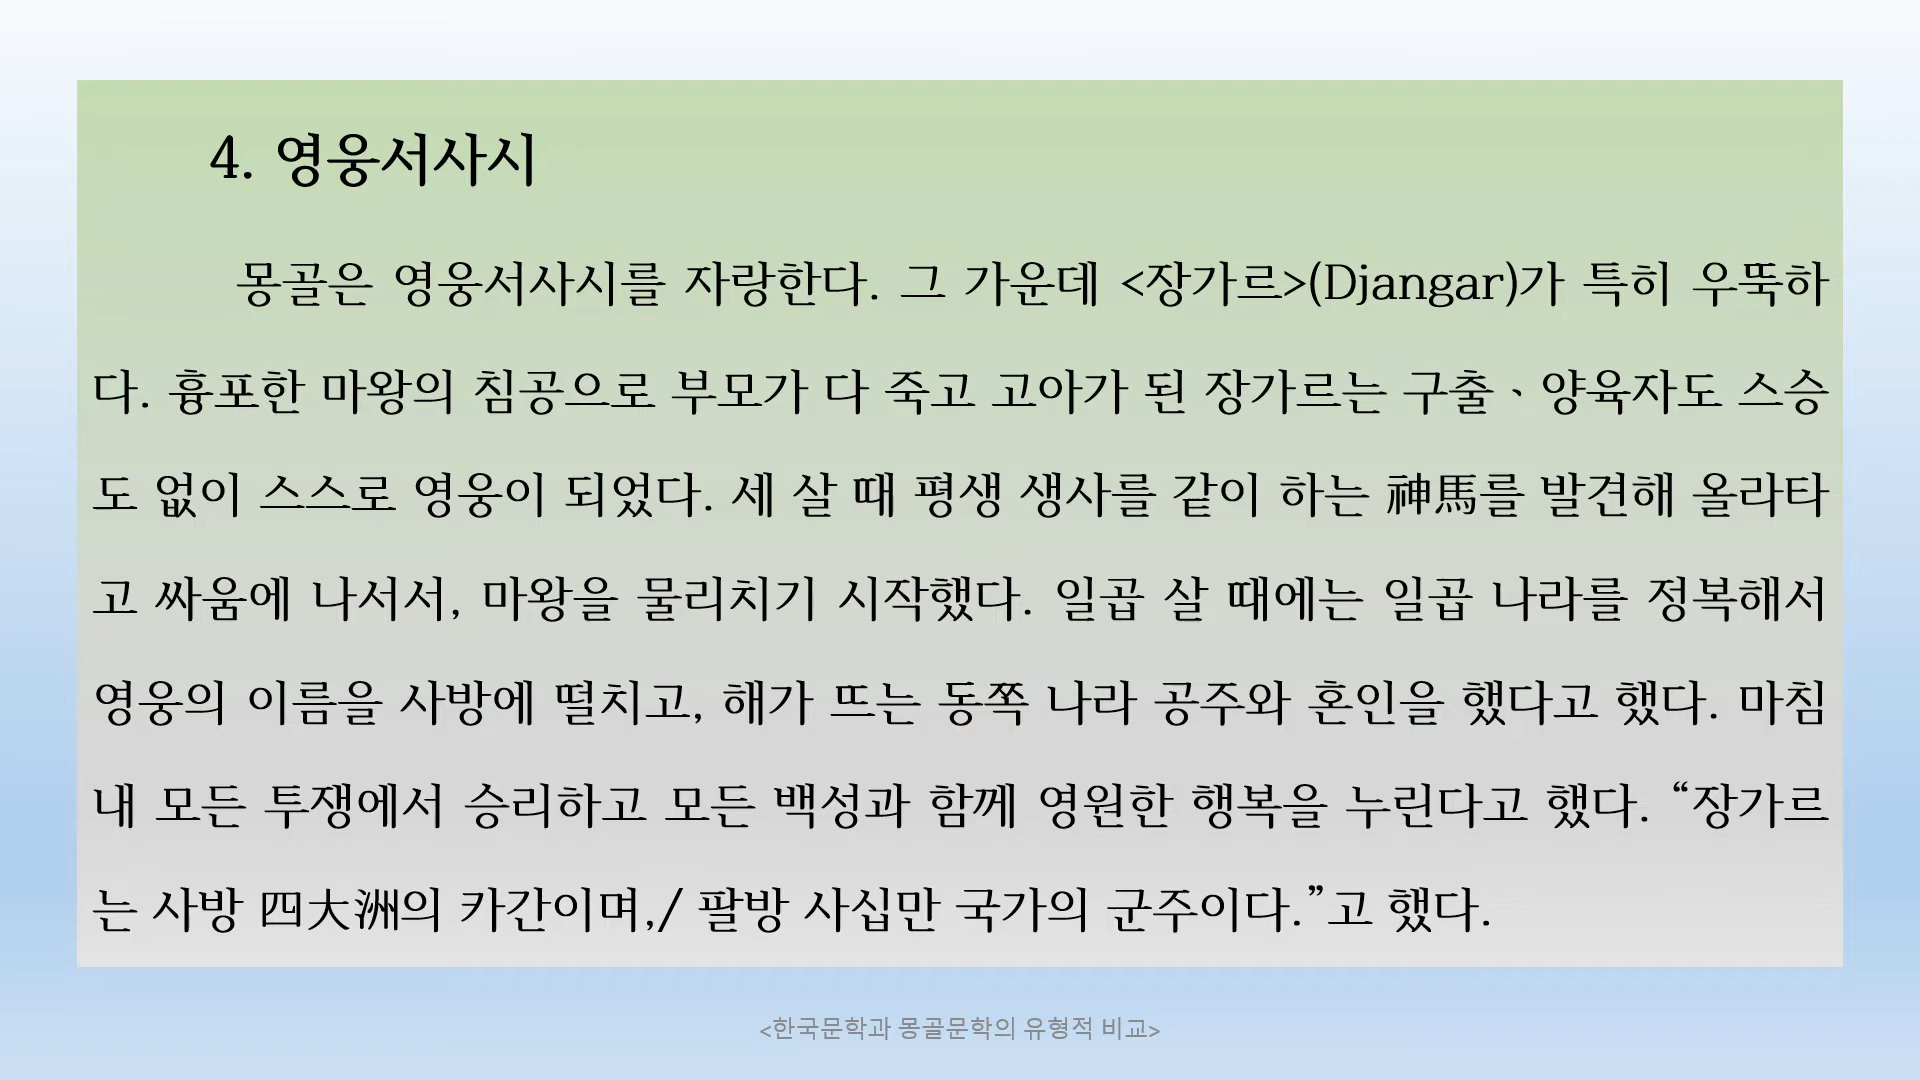 4. 영웅서사시
몽골은 영웅서사시를 자랑한다. 그 가운데 <장가르>(Djangar)가 특히 우뚝하
다. 흉포한 마왕의 침공으로 부모가 다 죽고 고아가 된 장가르는 구출ㆍ양육자도 스승
도 없이 스스로 영웅이 되었다. 세 살 때 평생 생사를 같이 하는 神馬를 발견해 올라타
고 싸움에 나서서, 마왕을 물리치기 시작했다. 일곱 살 때에는 일곱 나라를 정복해서
영웅의 이름을 사방에 떨치고, 해가 뜨는 동쪽 나라 공주와 혼인을 했다고 했다. 마침
내 모든 투쟁에서 승리하고 모든 백성과 함께 영원한 행복을 누린다고 했다. “장가르
는 사방 四大洲의 카간이며,/ 팔방 사십만 국가의 군주이다.”고 했다.
<한국문학과 몽골문학의 유형적 비교>